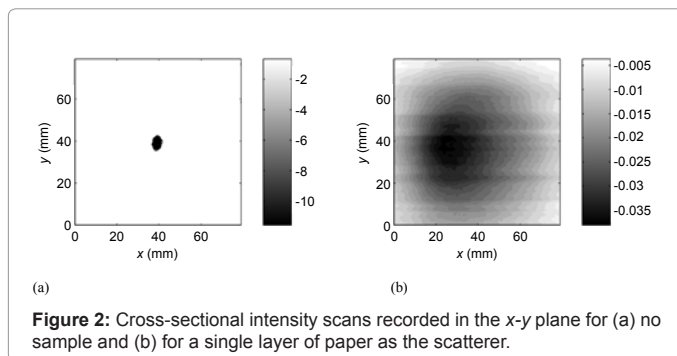 60
40
20
0
y (mm)
0 20 40 60
x (mm)
-2
-4
-6
-8
-10
(a)
60
40
20
0
y (mm)
0 20 40 60
x (mm)
-0.005
-0.01
-0.015
-0.02
-0.025
-0.03
-0.035
(b)
Figure 2: Cross-sectional intensity scans recorded in the x-y plane for (a) no
sample and (b) for a single layer of paper as the scatterer.